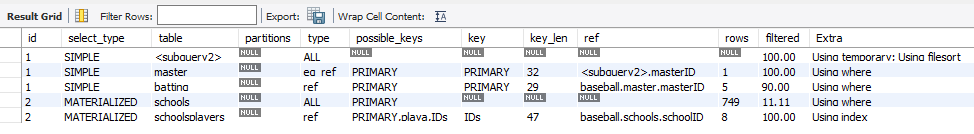 Result Grid Filter Rows: Export: Wrap Cell Content:
id select_type table partitions type possible_keys key key_len ref rows filtered Extra
1 SIMPLE <subquery2> NULL ALL NULL NULL NULL NULL NULL 100.00 Using temporary; Using filesort
1 SIMPLE master NULL eq_ref PRIMARY PRIMARY 32 <subquery2>.masterID 1 100.00 Using where
1 SIMPLE batting NULL ref PRIMARY PRIMARY 29 baseball.master.masterID 5 90.00 Using where
2 MATERIALIZED schools NULL ALL PRIMARY NULL NULL NULL 749 11.11 Using where
2 MATERIALIZED schoolsplayers NULL ref PRIMARY,playa,IDs IDs 47 baseball.schools.schoolID 8 100.00 Using index